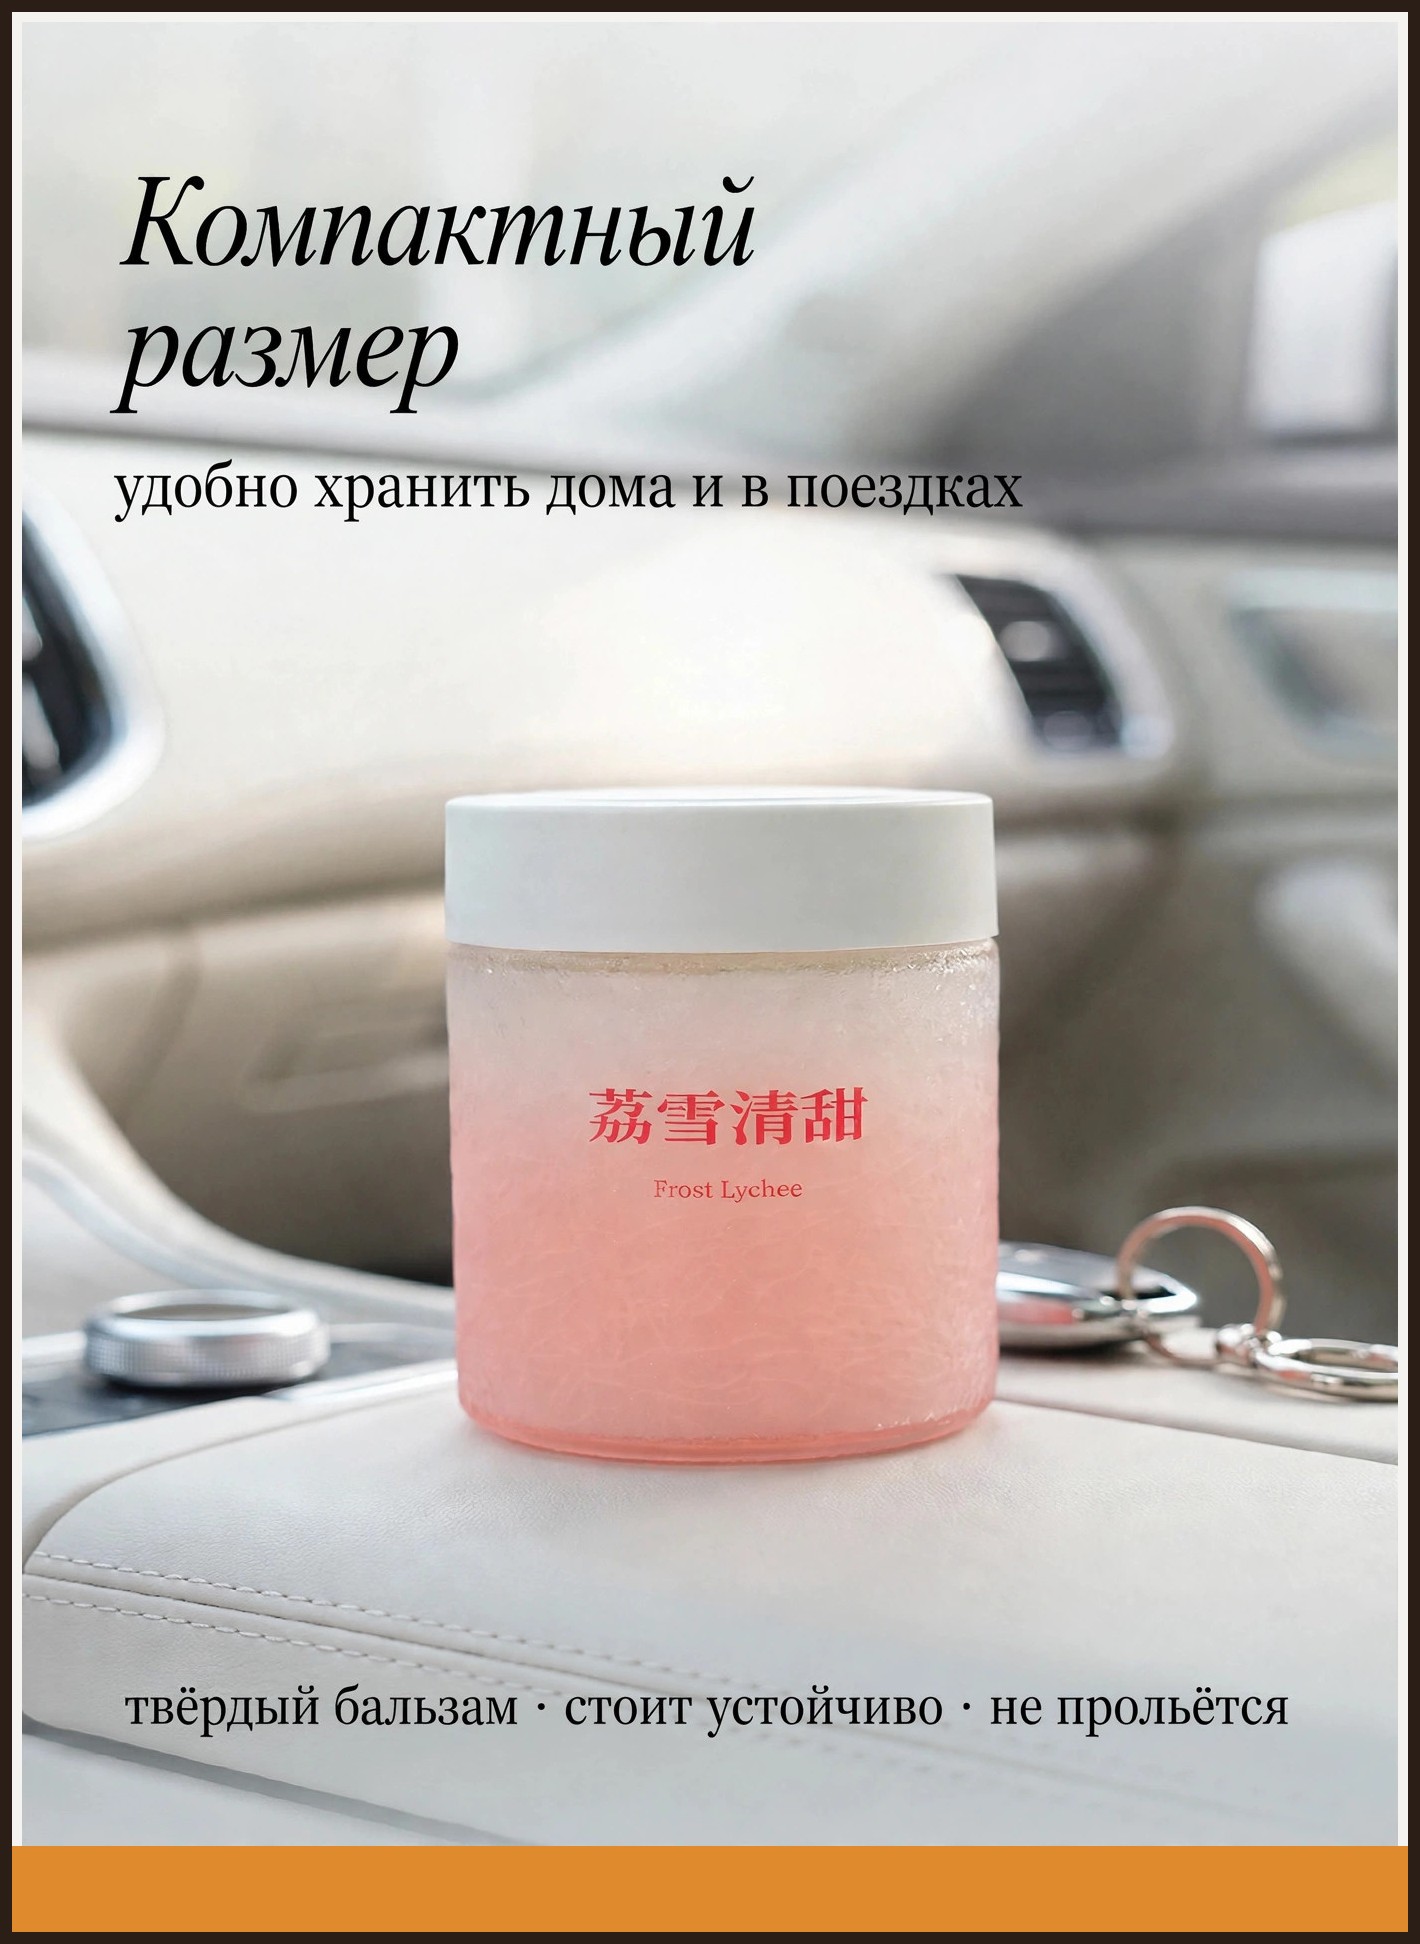 Компактный
размер
удобно хранить дома и в поездках
荔雪清甜
Frost Lychee
твёрдый бальзам · стоит устойчиво · не прольётся